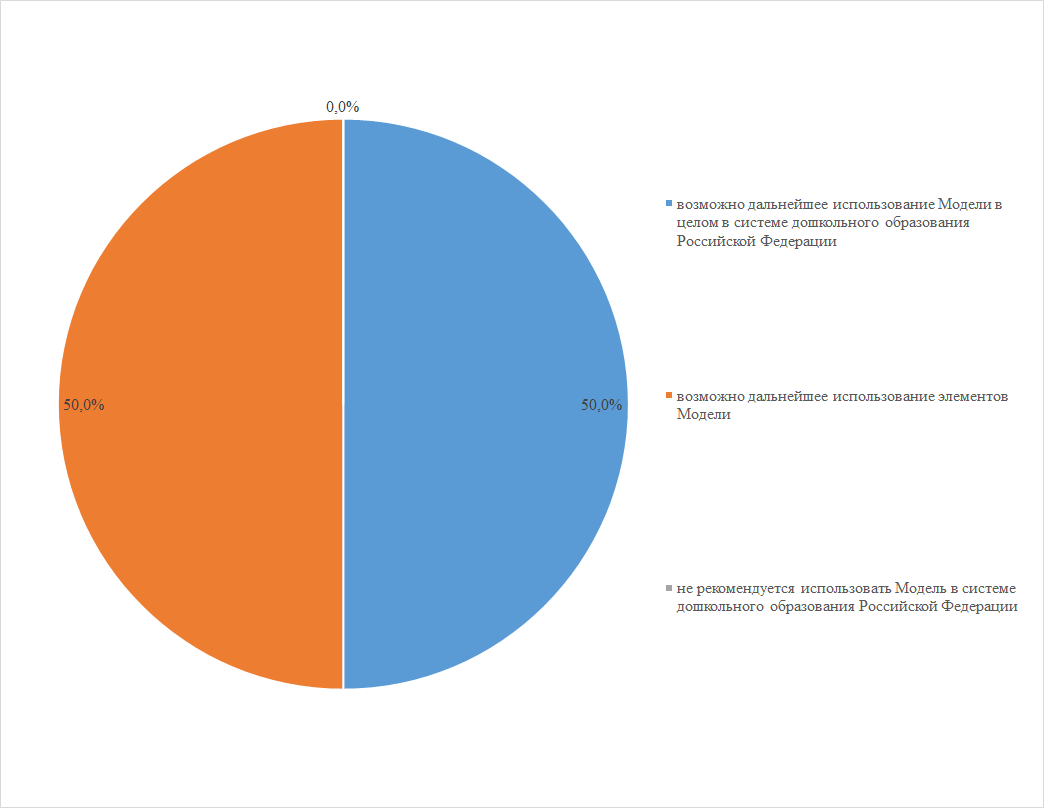 0,0%
50,0%
50,0%
возможно дальнейшее использование Модели в
целом в системе дошкольного образования
Российской Федерации
возможно дальнейшее использование элементов
Модели
не рекомендуется использовать Модель в системе
дошкольного образования Российской Федерации